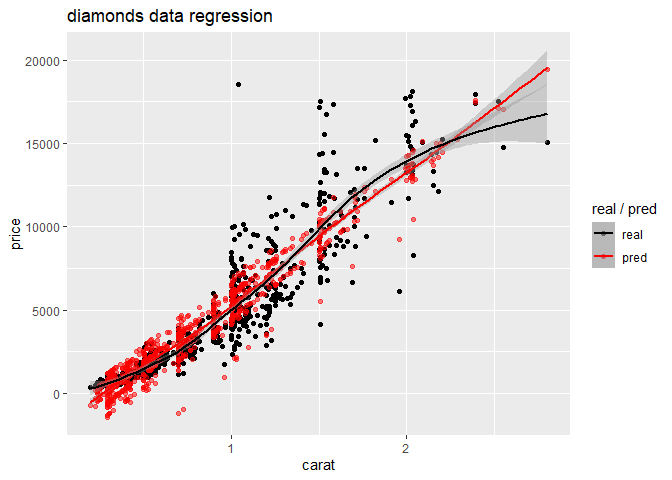 diamonds data regression
20000
15000
10000
5000
0
price
1
2
carat
real / pred
real
pred